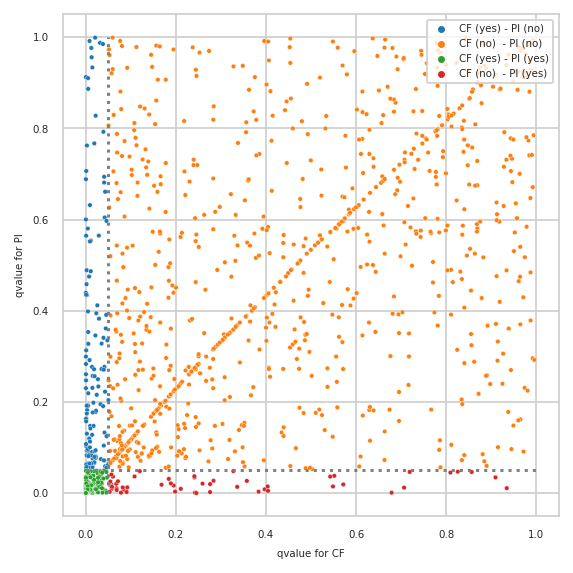 CF (yes) - PI (no)
CF (no)  - PI (no)
CF (yes) - PI (yes)
CF (no)  - PI (yes)
1.0
0.8
0.6
0.4
0.2
0.0
qvalue for PI
0.0 0.2 0.4 0.6 0.8 1.0
qvalue for CF